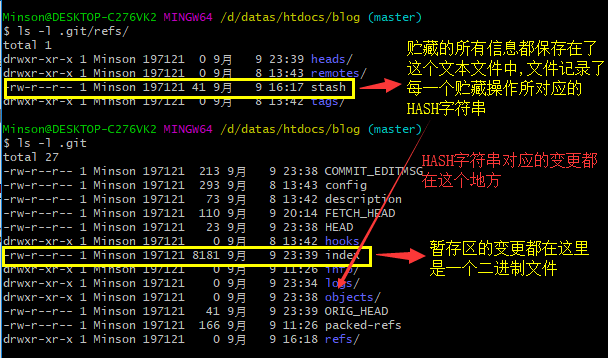 Minson@DESKTOP-C276VK2 MINGW64 /d/datas/htdocs/blog (master)
$ ls -l .git/refs/
total 1
drwxr-xr-x 1 Minson 197121 0 9月 9 23:39 heads/
drwxr-xr-x 1 Minson 197121 0 9月 8 13:43 remotes/
-rw-r--r-- 1 Minson 197121 41 9月 9 16:17 stash
drwxr-xr-x 1 Minson 197121 0 9月 8 13:42 tags/
贮藏的所有信息都保存在了
这个文本文件中,文件记录了
每一个贮藏操作所对应的
HASH字符串
Minson@DESKTOP-C276VK2 MINGW64 /d/datas/htdocs/blog (master)
$ ls -l .git
total 27
-rw-r--r-- 1 Minson 197121 213 9月 9 23:38 COMMIT_EDITMSG
-rw-r--r-- 1 Minson 197121 293 9月 8 13:43 config
-rw-r--r-- 1 Minson 197121 73 9月 8 13:42 description
-rw-r--r-- 1 Minson 197121 110 9月 9 20:14 FETCH_HEAD
-rw-r--r-- 1 Minson 197121 23 9月 9 23:38 HEAD
drwxr-xr-x 1 Minson 197121 0 9月 8 13:42 hooks/
-rw-r--r-- 1 Minson 197121 8181 9月 9 23:39 index
drwxr-xr-x 1 Minson 197121 0 9月 9 11:26 info/
drwxr-xr-x 1 Minson 197121 0 9月 9 23:34 logs/
drwxr-xr-x 1 Minson 197121 0 9月 9 23:38 objects/
-rw-r--r-- 1 Minson 197121 41 9月 9 23:39 ORIG_HEAD
-rw-r--r-- 1 Minson 197121 166 9月 9 11:26 packed-refs
drwxr-xr-x 1 Minson 197121 0 9月 9 16:18 refs/
HASH字符串对应的变更都
在这个地方
暂存区的变更都在这里
是一个二进制文件